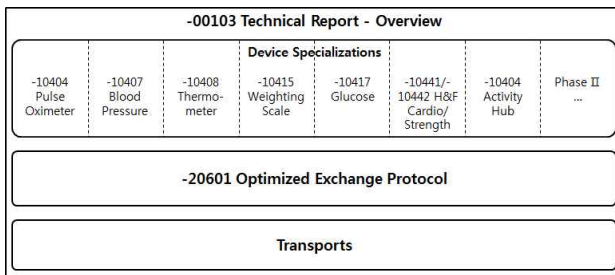 -00103 Technical Report - Overview
Device Specializations
-10404
Pulse
Oximeter
-10407
Blood
Pressure
-10408
Thermo-
meter
-10415
Weighting
Scale
-10417
Glucose
-10441/-
10442 H&F
Cardio/
Strength
-10404
Activity
Hub
Phase II
...
-20601 Optimized Exchange Protocol
Transports